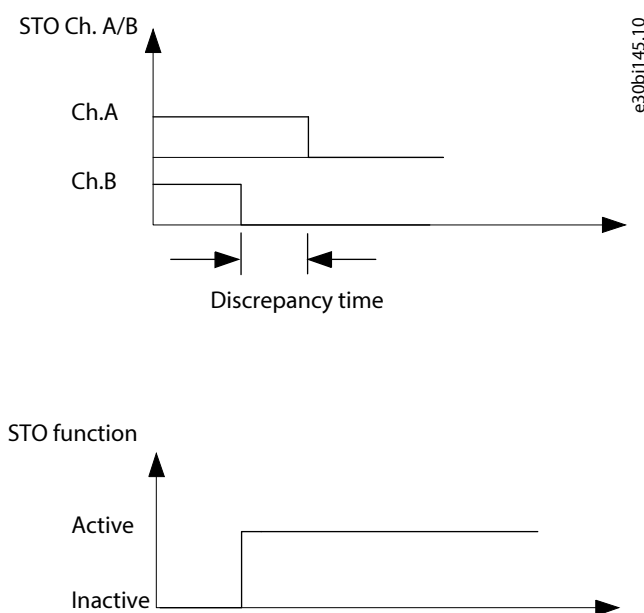 STO Ch. A/B
e30bi145.10
Ch.A
Ch.B
Discrepancy time
STO function
Active
Inactive